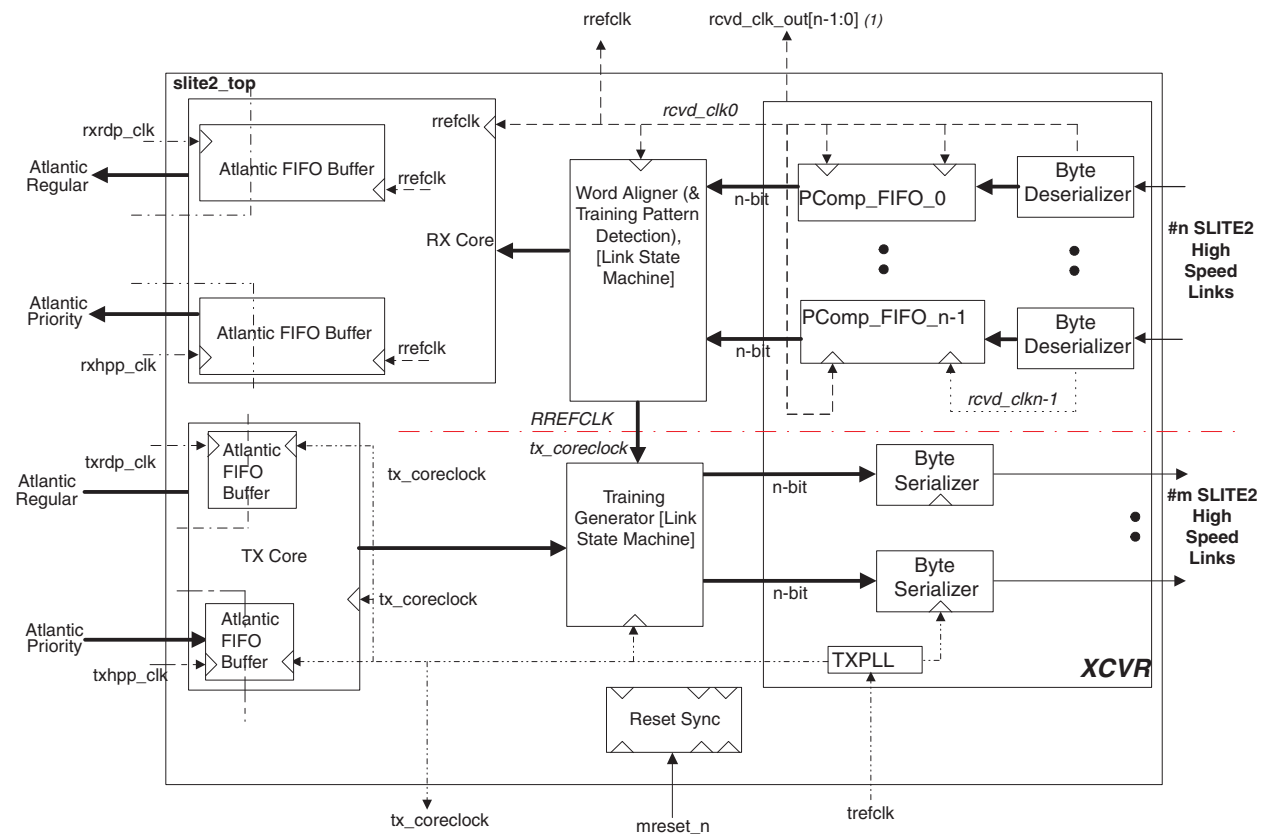 rrefclk
rcvd_clk_out[n-1:0] (1)
slite2_top
rxrdp_clk
rrefclk
rcvd_clk0
Atlantic
Regular
Atlantic FIFO Buffer
rrefclk
RX Core
Word Aligner (&
Training Pattern
Detection),
[Link State
Machine]
n-bit
PComp_FIFO_0
Byte
Deserializer
#n SLITE2
High
Speed
Links
Atlantic
Priority
Atlantic FIFO Buffer
rrefclk
rxhpp_clk
n-bit
PComp_FIFO_n-1
Byte
Deserializer
rcvd_clkn-1
RREFCLK
tx_coreclock
txrdp_clk
Atlantic
FIFO
Buffer
tx_coreclock
Atlantic
Regular
TX Core
Training
Generator [Link
State Machine]
n-bit
Byte
Serializer
#m SLITE2
High
Speed
Links
n-bit
Byte
Serializer
tx_coreclock
Atlantic
Priority
Atlantic
FIFO
Buffer
txhpp_clk
TXPLL
XCVR
Reset Sync
tx_coreclock
mreset_n
trefclk